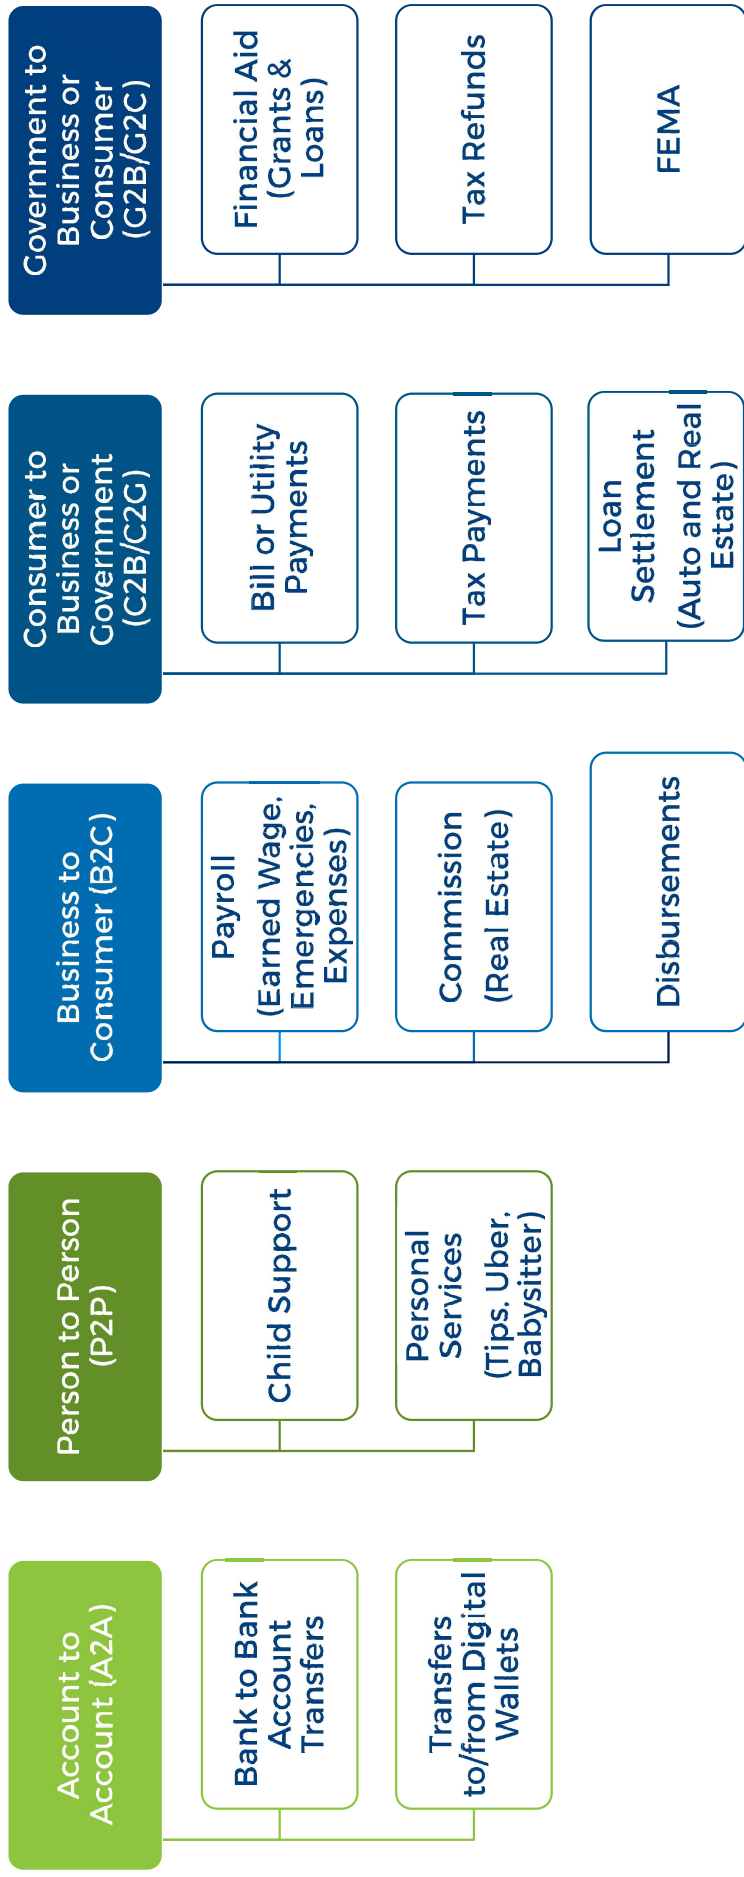 Account to
Account (A2A)
Bank to Bank
Account
Transfers
Transfers
to/from Digital
Wallets
Person to Person
(P2P)
Child Support
Personal
Services
(Tips, Uber,
Babysitter)
Business to
Consumer (B2C)
Payroll
(Earned Wage,
Emergencies,
Expenses)
Commission
(Real Estate)
Disbursements
Consumer to
Business or
Government
(C2B/C2G)
Bill or Utility
Payments
Tax Payments
Loan
Settlement
(Auto and Real
Estate)
Government to
Business or
Consumer
(G2B/G2C)
Financial Aid
(Grants &
Loans)
Tax Refunds
FEMA